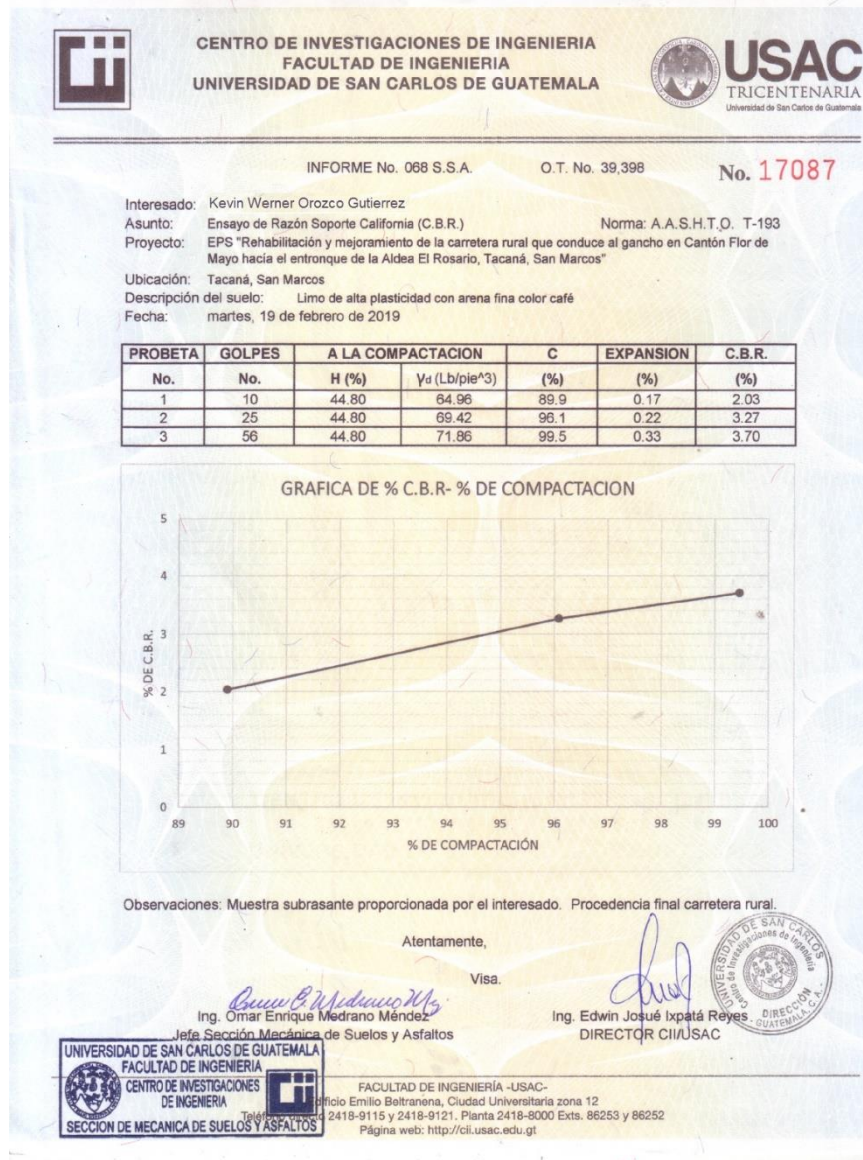 CENTRO DE INVESTIGACIONES DE INGENIERIA
FACULTAD DE INGENIERIA
UNIVERSIDAD DE SAN CARLOS DE GUATEMALA
Cii
USAC
TRICENTENARIA
Universidad de San Carlos de Guatemala
INFORME No. 068 S.S.A. O.T. No. 39,398 No. 17087
Interesado: Kevin Werner Orozco Gutierrez
Asunto: Ensayo de Razón Soporte California (C.B.R.) Norma: A.A.S.H.T.O. T-193
Proyecto: EPS "Rehabilitación y mejoramiento de la carretera rural que conduce al gancho en Cantón Flor de
Mayo hacia el entronque de la Aldea El Rosario, Tacaná, San Marcos"
Ubicación: Tacaná, San Marcos
Descripción del suelo: Limo de alta plasticidad con arena fina color café
Fecha: martes, 19 de febrero de 2019
PROBETA GOLPES A LA COMPACTACION C EXPANSION C.B.R.
No. No. H (%) γd (Lb/pie^3) (%) (%) (%)
1 10 44.80 64.96 89.9 0.17 2.03
2 25 44.80 69.42 96.1 0.22 3.27
3 56 44.80 71.86 99.5 0.33 3.70
GRAFICA DE % C.B.R- % DE COMPACTACION
5
4
3
2
1
0
% DE C.B.R.
89 90 91 92 93 94 95 96 97 98 99 100
% DE COMPACTACIÓN
Observaciones: Muestra subrasante proporcionada por el interesado. Procedencia final carretera rural.
Atentamente,
Visa.
Ing. Omar Enrique Medrano Méndez
Jefe Sección Mecánica de Suelos y Asfaltos
Ing. Edwin Josué Ixpatá Reyes
DIRECTOR CII/USAC
UNIVERSIDAD DE SAN CARLOS
Centro de Investigaciones de Ingeniería
DIRECCIÓN
GUATEMALA, C.A.
UNIVERSIDAD DE SAN CARLOS DE GUATEMALA
FACULTAD DE INGENIERIA
CENTRO DE INVESTIGACIONES
DE INGENIERIA
SECCION DE MECANICA DE SUELOS Y ASFALTOS
FACULTAD DE INGENIERÍA -USAC-
Emilio Beltranena, Ciudad Universitaria zona 12
2418-9115 y 2418-9121. Planta 2418-8000 Exts. 86253 y 86252
Página web: http://cii.usac.edu.gt